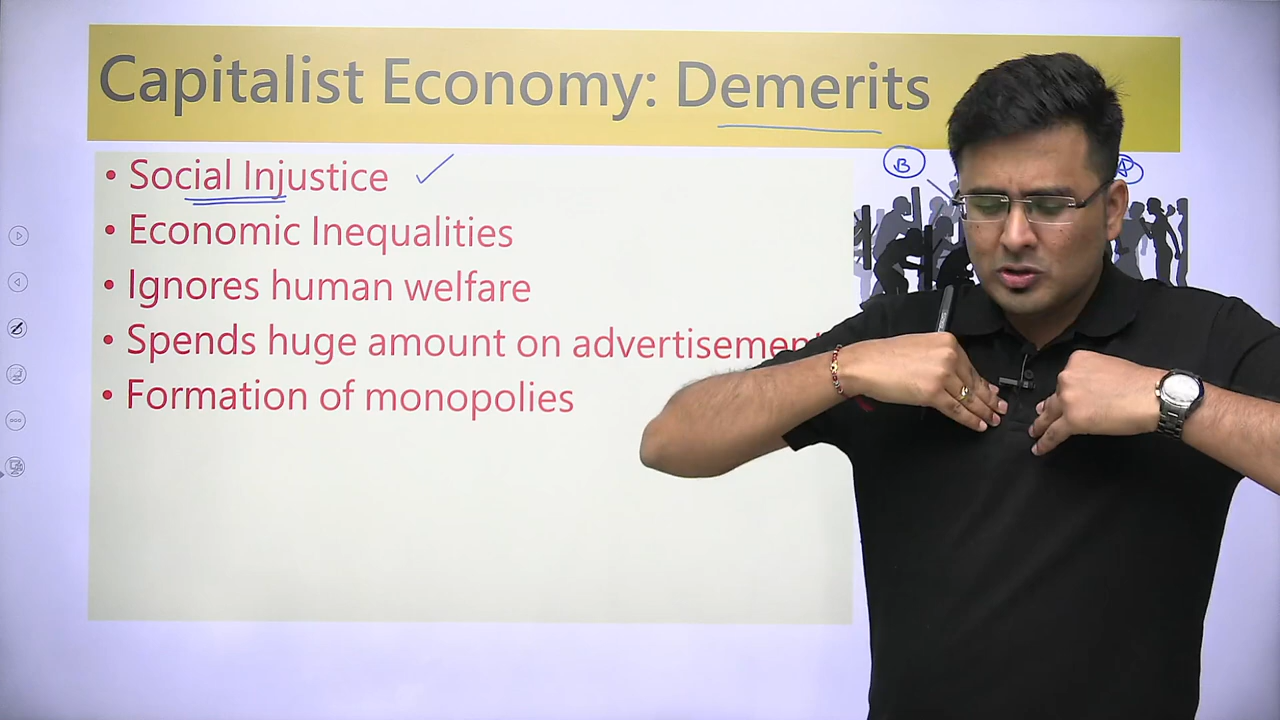 Capitalist Economy: Demerits
• Social Injustice
• Economic Inequalities
• Ignores human welfare
• Spends huge amount on advertisement
• Formation of monopolies
B